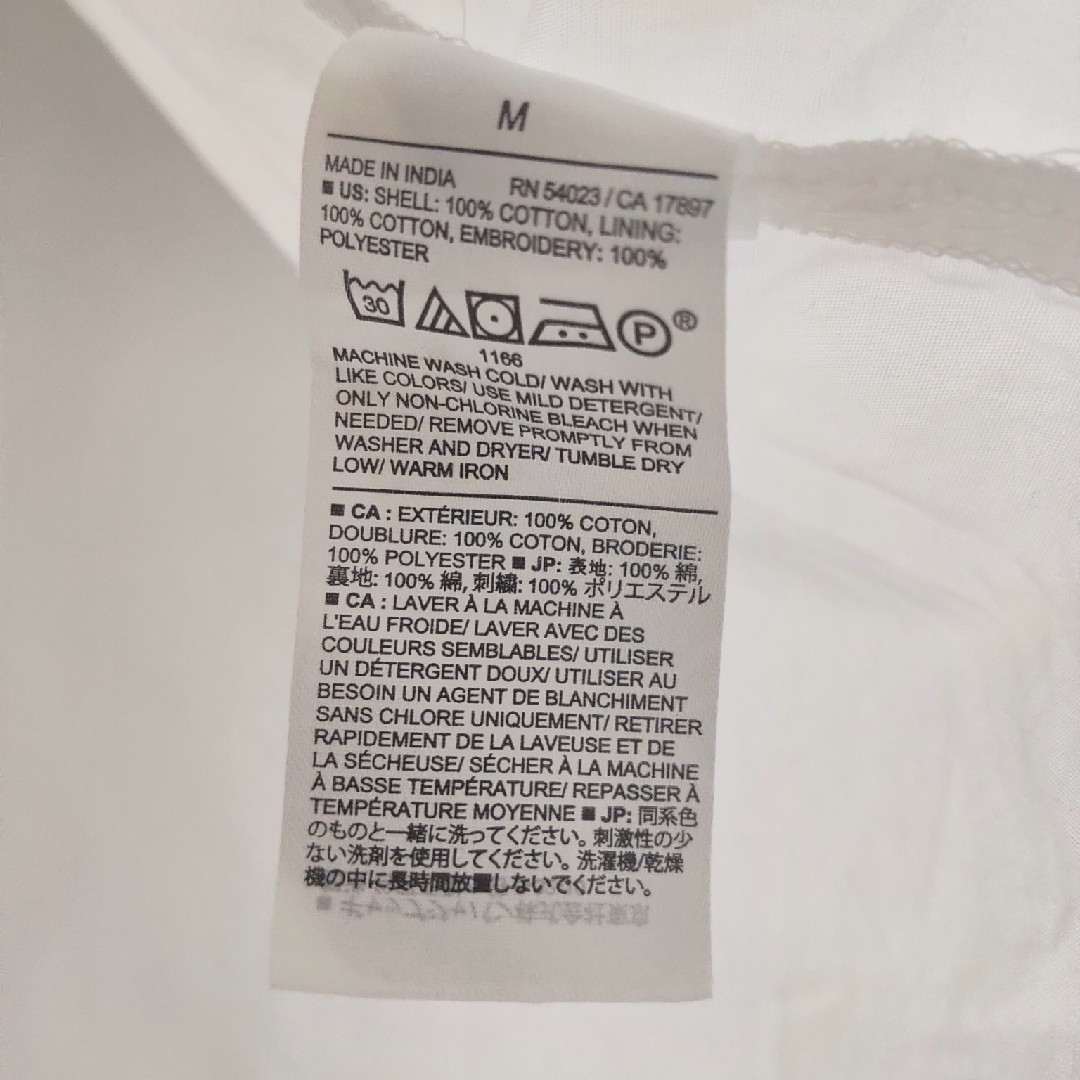 M
MADE IN INDIA RN 54023 / CA 17897
■ US: SHELL: 100% COTTON, LINING:
100% COTTON, EMBROIDERY: 100%
POLYESTER
30 P ®
1166
MACHINE WASH COLD/ WASH WITH
LIKE COLORS/ USE MILD DETERGENT/
ONLY NON-CHLORINE BLEACH WHEN
NEEDED/ REMOVE PROMPTLY FROM
WASHER AND DRYER/ TUMBLE DRY
LOW/ WARM IRON
■ CA : EXTÉRIEUR: 100% COTON,
DOUBLURE: 100% COTON, BRODERIE:
100% POLYESTER ■ JP: 表地: 100% 綿,
裏地: 100% 綿, 刺繍: 100% ポリエステル
■ CA : LAVER À LA MACHINE À
L'EAU FROIDE/ LAVER AVEC DES
COULEURS SEMBLABLES/ UTILISER
UN DÉTERGENT DOUX/ UTILISER AU
BESOIN UN AGENT DE BLANCHIMENT
SANS CHLORE UNIQUEMENT/ RETIRER
RAPIDEMENT DE LA LAVEUSE ET DE
LA SÉCHEUSE/ SÉCHER À LA MACHINE
À BASSE TEMPÉRATURE/ REPASSER À
TEMPÉRATURE MOYENNE ■ JP: 同系色
のものと一緒に洗ってください。刺激性の少
ない洗剤を使用してください。洗濯機/乾燥
機の中に長時間放置しないでください。